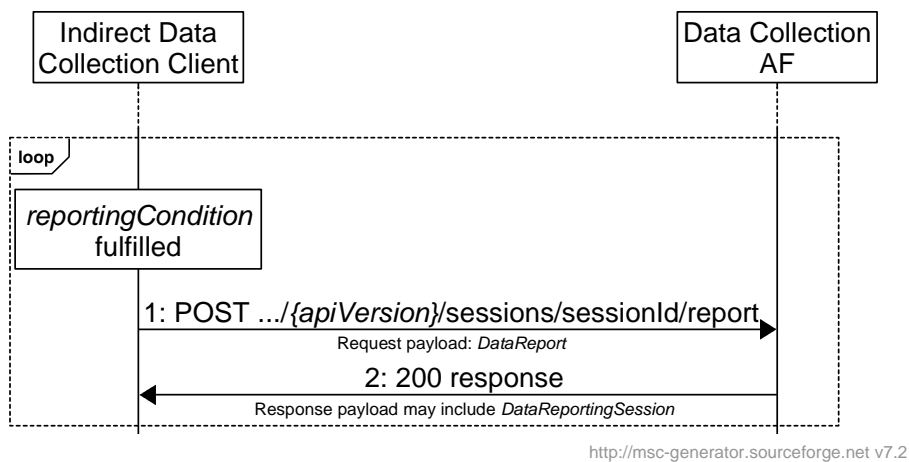 Indirect Data
Collection Client
Data Collection
AF
loop
reportingCondition
fulfilled
1: POST .../{apiVersion}/sessions/sessionId/report
Request payload: DataReport
2: 200 response
Response payload may include DataReportingSession
http://msc-generator.sourceforge.net v7.2